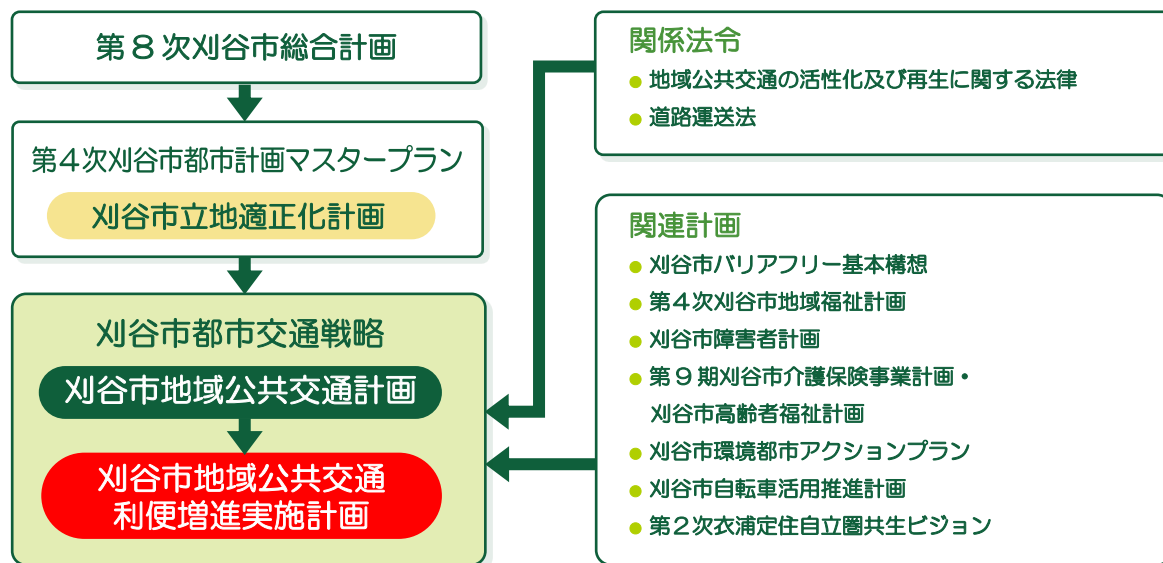 第８次刈谷市総合計画
第４次刈谷市都市計画マスタープラン
刈谷市立地適正化計画
刈谷市都市交通戦略
刈谷市地域公共交通計画
刈谷市地域公共交通
利便増進実施計画
関係法令
● 地域公共交通の活性化及び再生に関する法律
● 道路運送法
関連計画
● 刈谷市バリアフリー基本構想
● 第４次刈谷市地域福祉計画
● 刈谷市障害者計画
● 第９期刈谷市介護保険事業計画・
刈谷市高齢者福祉計画
● 刈谷市環境都市アクションプラン
● 刈谷市自転車活用推進計画
● 第２次衣浦定住自立圏共生ビジョン